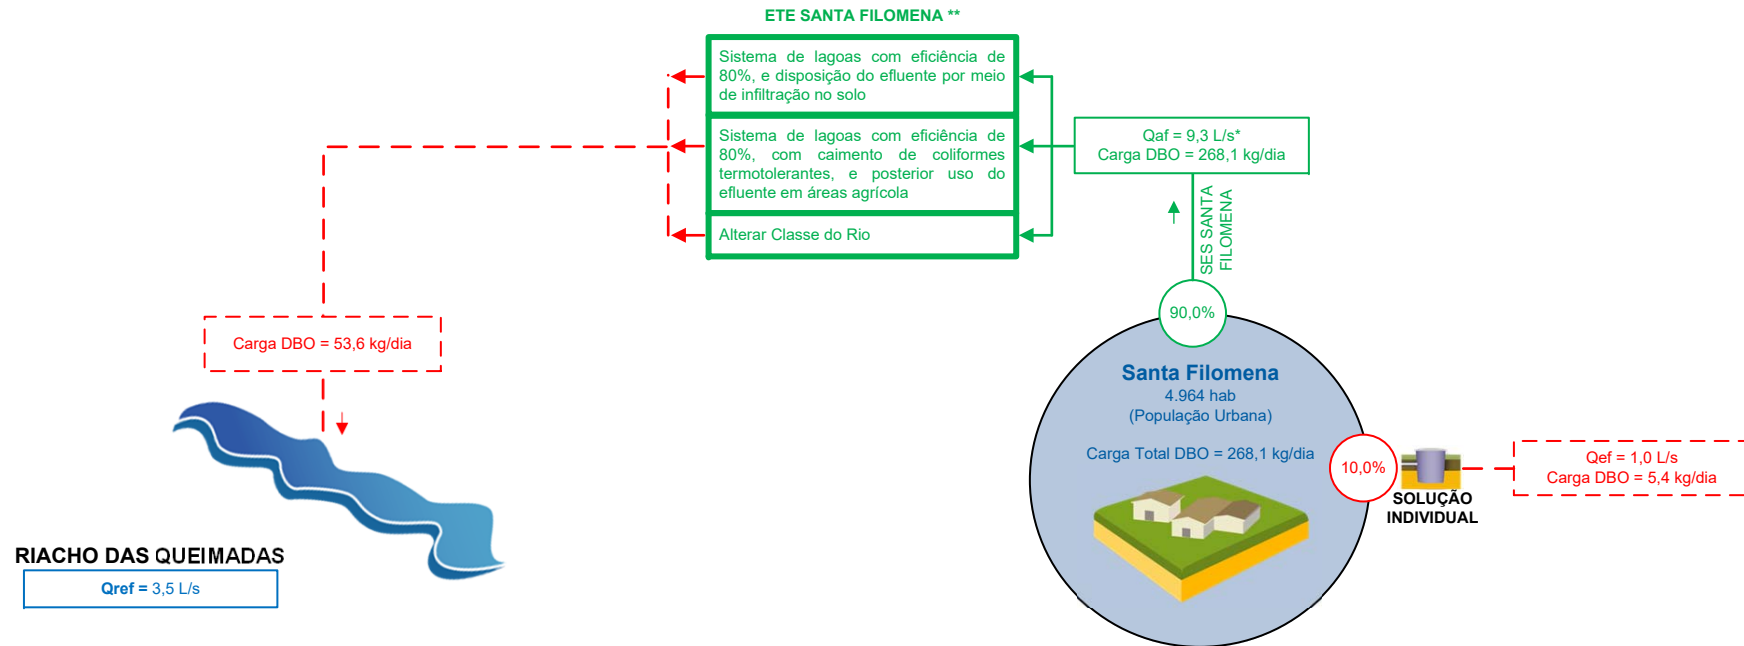 ETE SANTA FILOMENA **
Sistema de lagoas com eficiência de
80%, e disposição do efluente por meio
de infiltração no solo
Sistema de lagoas com eficiência de
80%, com caimento de coliformes
termotolerantes, e posterior uso do
efluente em áreas agrícola
Alterar Classe do Rio
Qaf = 9,3 L/s*
Carga DBO = 268,1 kg/dia
SES SANTA
FILOMENA
90,0%
Carga DBO = 53,6 kg/dia
Santa Filomena
4.964 hab
(População Urbana)
Carga Total DBO = 268,1 kg/dia
10,0%
SOLUÇÃO
INDIVIDUAL
Qef = 1,0 L/s
Carga DBO = 5,4 kg/dia
RIACHO DAS QUEIMADAS
Qref = 3,5 L/s